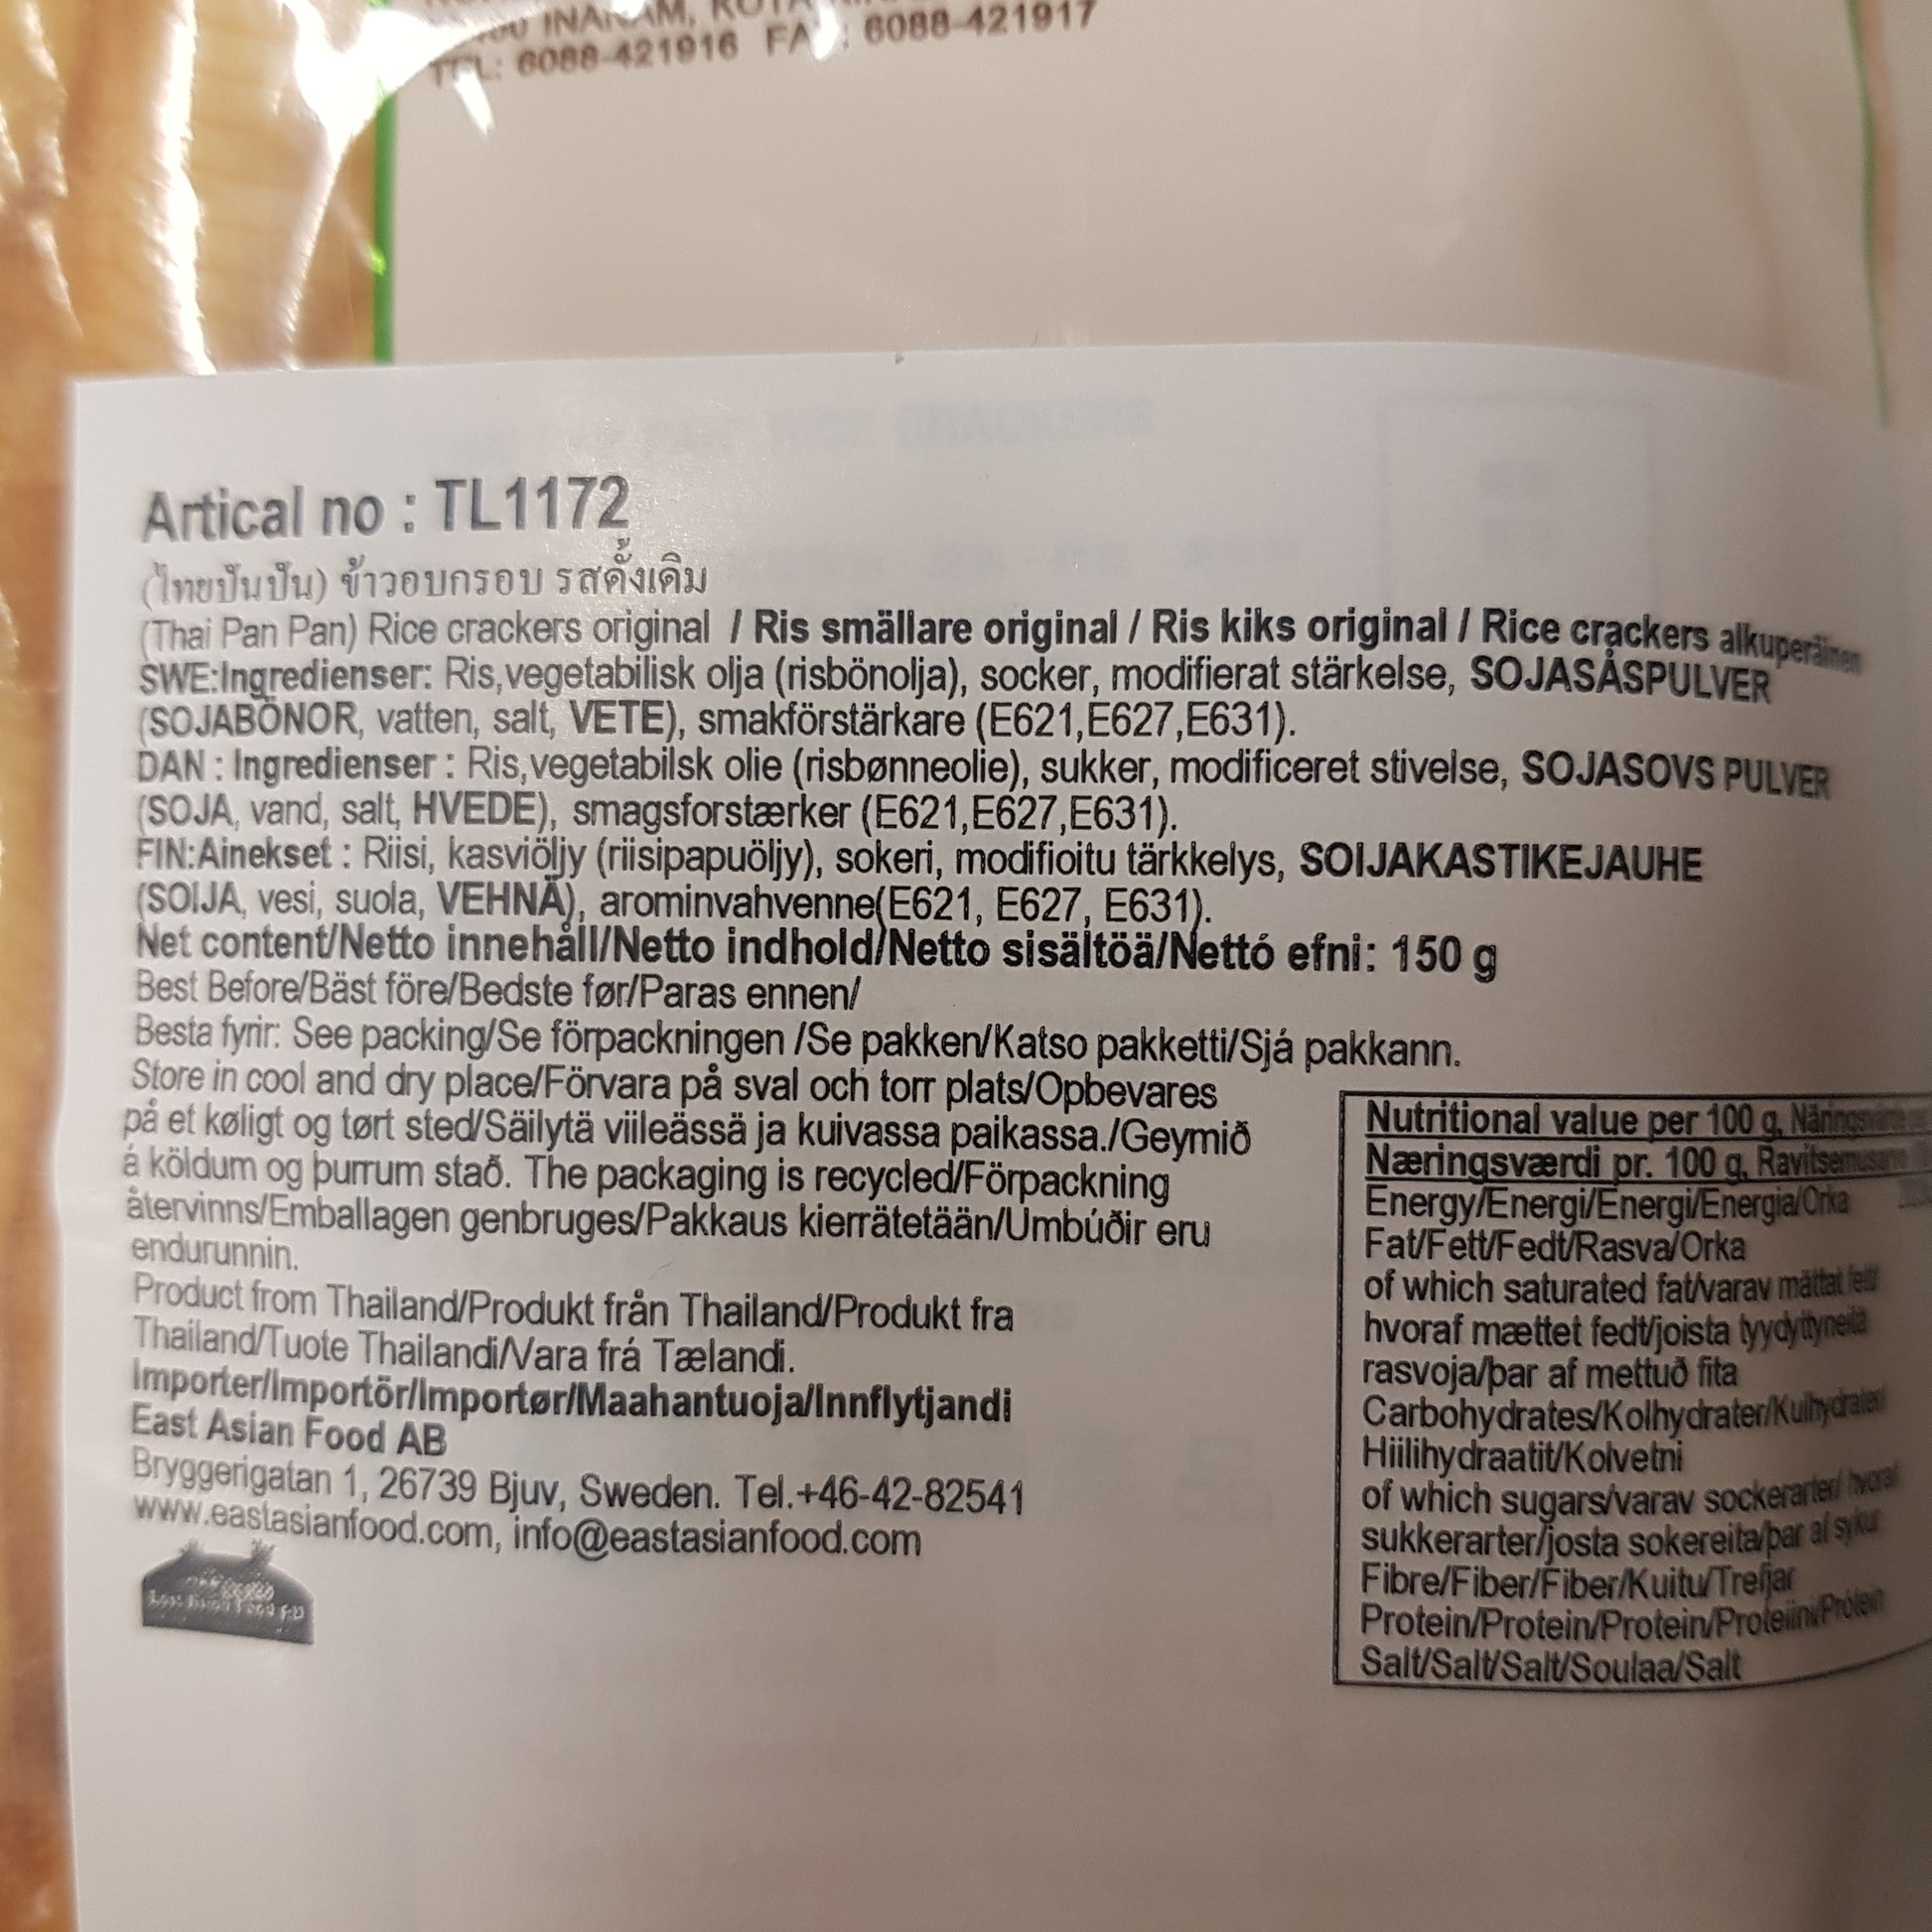 INANAM,
TEL: 6088-421916 FAX: 6088-421917
Artical no : TL1172
(ไทยปันปัน) ข้าวอบกรอบ รสดั้งเดิม
(Thai Pan Pan) Rice crackers original / Ris smällare original / Ris kiks original / Rice crackers alkuperäinen
SWE:Ingredienser: Ris,vegetabilisk olja (risbönolja), socker, modifierat stärkelse, SOJASÅSPULVER
(SOJABÖNOR, vatten, salt, VETE), smakförstärkare (E621,E627,E631).
DAN : Ingredienser : Ris,vegetabilsk olie (risbønneolie), sukker, modificeret stivelse, SOJASOVS PULVER
(SOJA, vand, salt, HVEDE), smagsforstærker (E621,E627,E631).
FIN:Ainekset : Riisi, kasviöljy (riisipapuöljy), sokeri, modifioitu tärkkelys, SOIJAKASTIKEJAUHE
(SOIJA, vesi, suola, VEHNÄ), arominvahvenne(E621, E627, E631).
Net content/Netto innehåll/Netto indhold/Netto sisältöä/Nettó efni: 150 g
Best Before/Bäst före/Bedste før/Paras ennen/
Besta fyrir: See packing/Se förpackningen /Se pakken/Katso pakketti/Sjá pakkann.
Store in cool and dry place/Förvara på sval och torr plats/Opbevares
på et køligt og tørt sted/Säilytä viileässä ja kuivassa paikassa./Geymið
á köldum og þurrum stað. The packaging is recycled/Förpackning
återvinns/Emballagen genbruges/Pakkaus kierrätetään/Umbúðir eru
endurunnin.
Product from Thailand/Produkt från Thailand/Produkt fra
Thailand/Tuote Thailandi/Vara frá Tælandi.
Importer/Importör/Importør/Maahantuoja/Innflytjandi
East Asian Food AB
Bryggerigatan 1, 26739 Bjuv, Sweden. Tel.+46-42-82541
www.eastasianfood.com, info@eastasianfood.com
Nutritional value per 100 g,
Næringsværdi pr. 100 g,
Energy/Energi/Energi/Energia/Orka
Fat/Fett/Fedt/Rasva/Orka
of which saturated fat/varav mättat fett/
hvoraf mættet fedt/joista tyydyttyneitä
rasvoja/þar af mettuð fita
Carbohydrates/Kolhydrater/Kulhydrater/
Hiilihydraatit/Kolvetni
of which sugars/varav sockerarter/ hvoraf
sukkerarter/josta sokereita/þar af sykur
Fibre/Fiber/Fiber/Kuitu/Trefjar
Protein/Protein/Protein/Proteiini/Protein
Salt/Salt/Salt/Soulaa/Salt